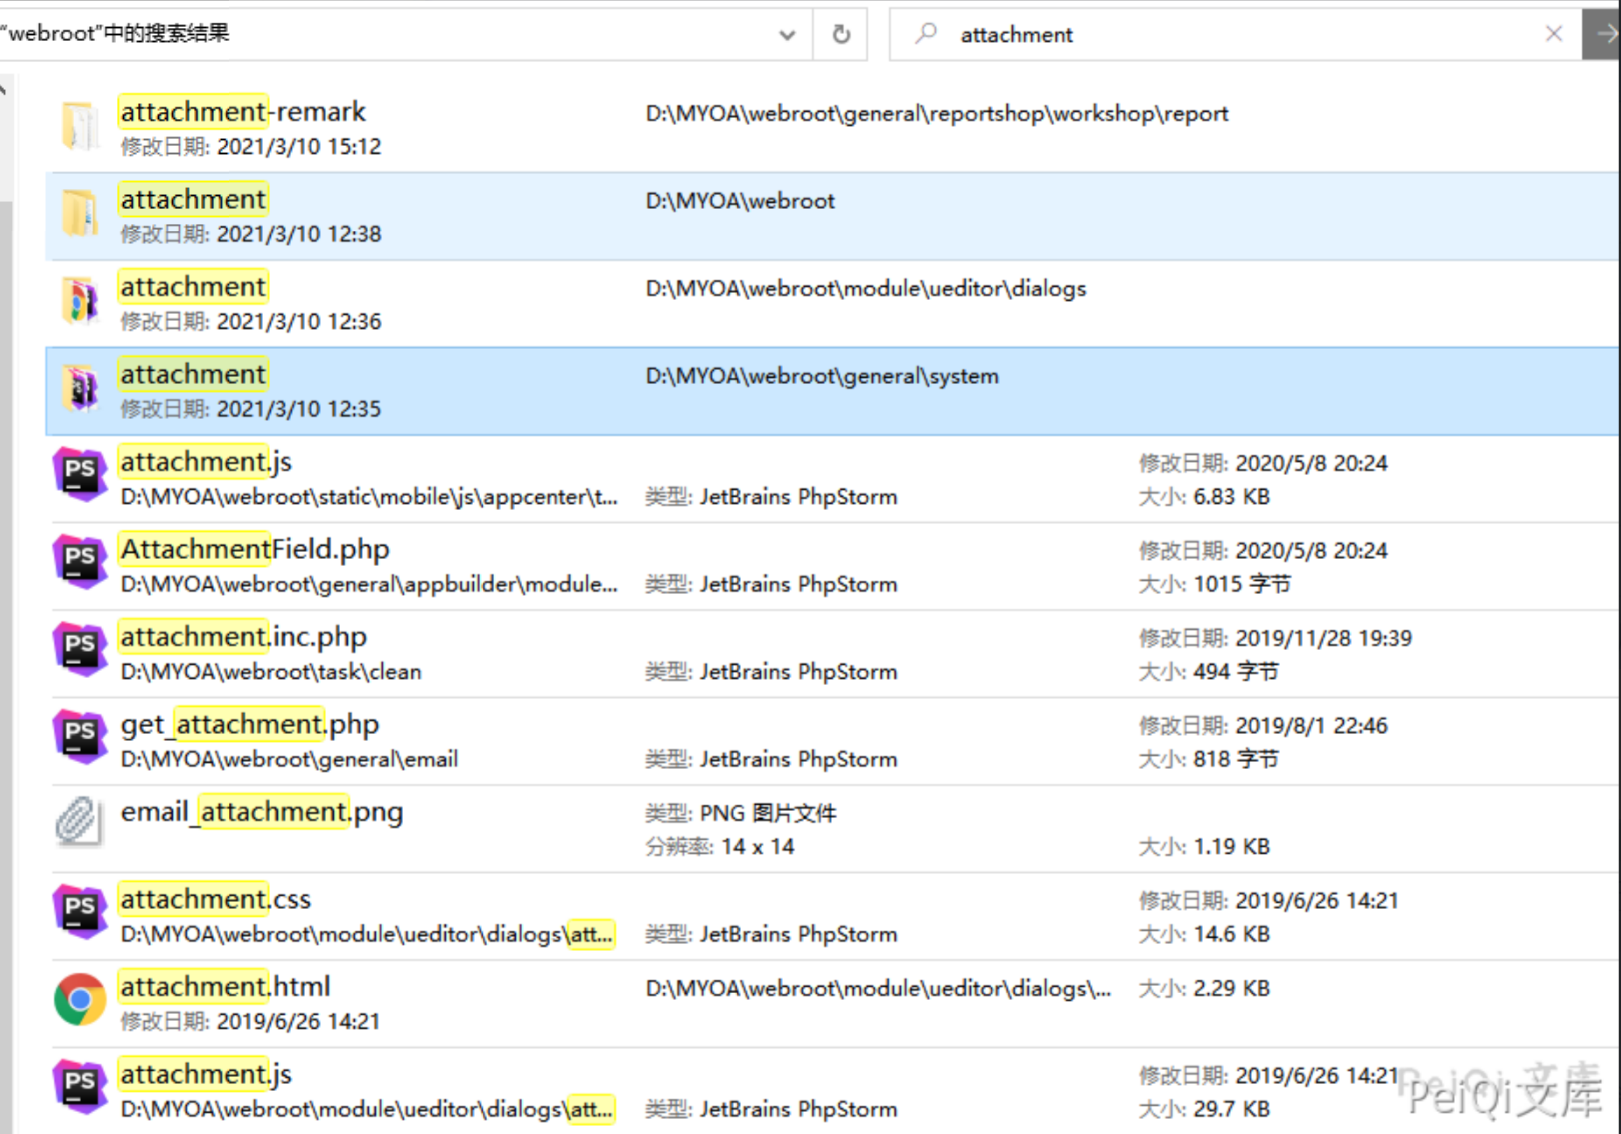 “webroot”中的搜索结果
attachment
attachment-remark
D:\MYOA\webroot\general\reportshop\workshop\report
修改日期: 2021/3/10 15:12
attachment
D:\MYOA\webroot
修改日期: 2021/3/10 12:38
attachment
D:\MYOA\webroot\module\ueditor\dialogs
修改日期: 2021/3/10 12:36
attachment
D:\MYOA\webroot\general\system
修改日期: 2021/3/10 12:35
attachment.js
修改日期: 2020/5/8 20:24
D:\MYOA\webroot\static\mobile\js\appcenter\t...
类型: JetBrains PhpStorm
大小: 6.83 KB
AttachmentField.php
修改日期: 2020/5/8 20:24
D:\MYOA\webroot\general\appbuilder\module...
类型: JetBrains PhpStorm
大小: 1015 字节
attachment.inc.php
修改日期: 2019/11/28 19:39
D:\MYOA\webroot\task\clean
类型: JetBrains PhpStorm
大小: 494 字节
get_attachment.php
修改日期: 2019/8/1 22:46
D:\MYOA\webroot\general\email
类型: JetBrains PhpStorm
大小: 818 字节
email_attachment.png
类型: PNG 图片文件
分辨率: 14 x 14
大小: 1.19 KB
attachment.css
修改日期: 2019/6/26 14:21
D:\MYOA\webroot\module\ueditor\dialogs\att...
类型: JetBrains PhpStorm
大小: 14.6 KB
attachment.html
D:\MYOA\webroot\module\ueditor\dialogs\...
大小: 2.29 KB
修改日期: 2019/6/26 14:21
attachment.js
修改日期: 2019/6/26 14:21
D:\MYOA\webroot\module\ueditor\dialogs\att...
类型: JetBrains PhpStorm
大小: 29.7 KB
PeiQi文库
PeiQi文库